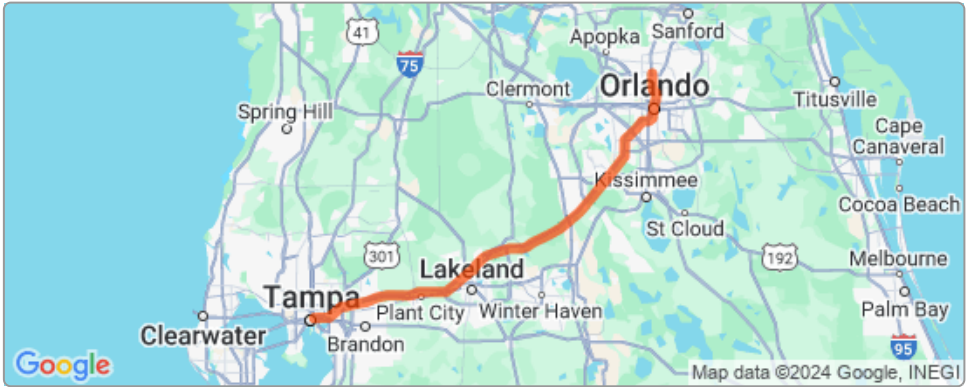 Sanford
41
Apopka
75
Orlando
Clermont
Titusville
Spring Hill
Cape
Canaveral
Kissimmee
Cocoa Beach
St Cloud
301
192
Melbourne
Lakeland
Tampa
Palm Bay
Plant City
Winter Haven
Clearwater
Brandon
95
Google
Map data ©2024 Google, INEGI